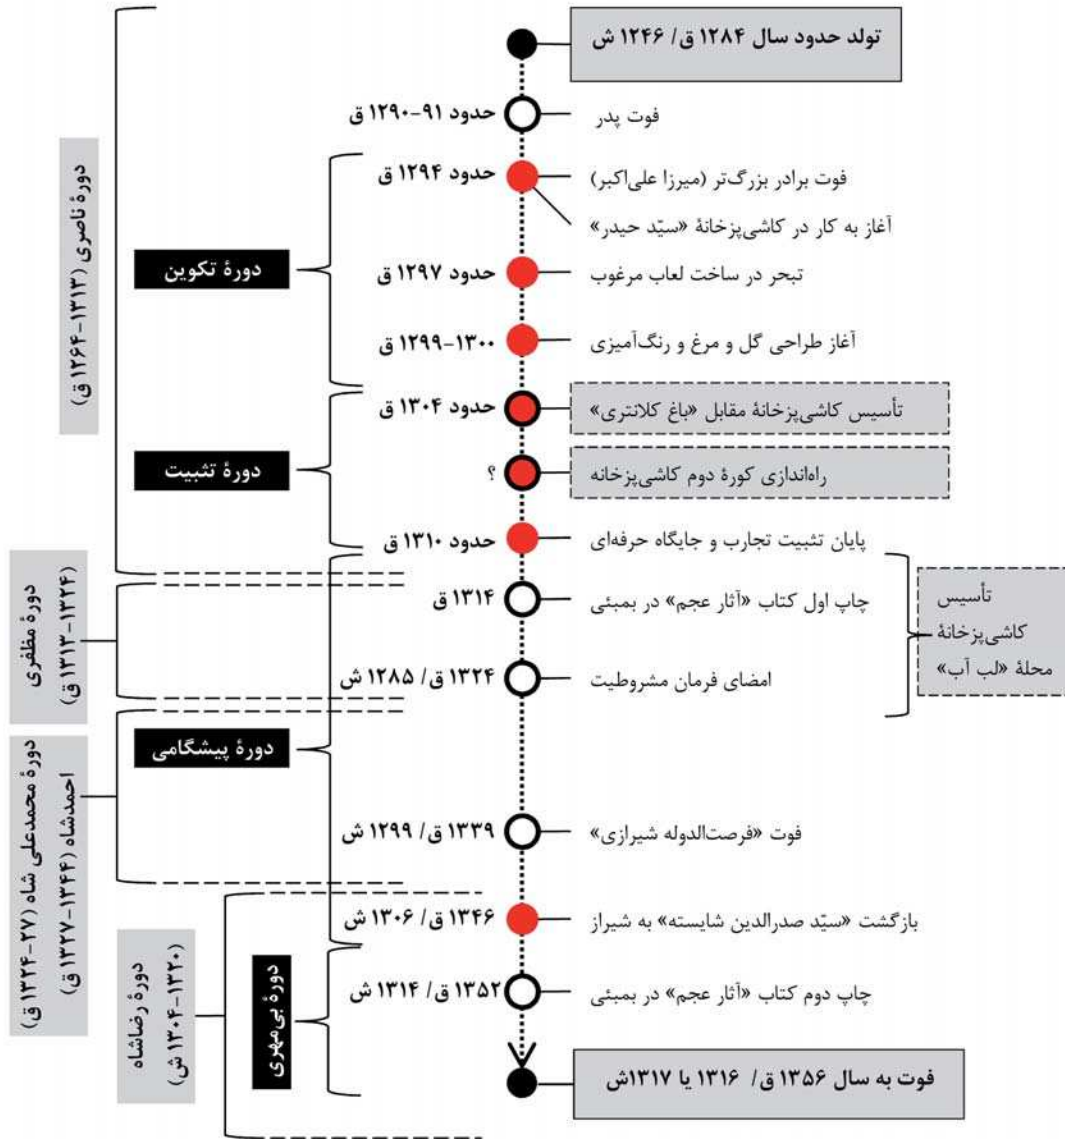 تولد حدود سال ۱۲۸۴ ق/ ۱۲۴۶ ش
فوت پدر
حدود ۹۱-۱۲۹۰ ق
فوت برادر بزرگ‌تر (میرزا علی‌اکبر)
حدود ۱۲۹۴ ق
آغاز به کار در کاشی‌پزخانهٔ «سیّد حیدر»
تبحر در ساخت لعاب مرغوب
حدود ۱۲۹۷ ق
آغاز طراحی گل و مرغ و رنگ‌آمیزی
۱۳۰۰-۱۲۹۹ ق
تأسیس کاشی‌پزخانهٔ مقابل «باغ کلانتری»
حدود ۱۳۰۴ ق
راه‌اندازی کورهٔ دوم کاشی‌پزخانه
؟
پایان تثبیت تجارب و جایگاه حرفه‌ای
حدود ۱۳۱۰ ق
چاپ اول کتاب «آثار عجم» در بمبئی
۱۳۱۴ ق
امضای فرمان مشروطیت
۱۳۲۴ ق/ ۱۲۸۵ ش
تأسیس
کاشی‌پزخانهٔ
محلهٔ «لب آب»
فوت «فرصت‌الدوله شیرازی»
۱۳۳۹ ق/ ۱۲۹۹ ش
بازگشت «سیّد صدرالدین شایسته» به شیراز
۱۳۴۶ ق/ ۱۳۰۶ ش
چاپ دوم کتاب «آثار عجم» در بمبئی
۱۳۵۲ ق/ ۱۳۱۴ ش
فوت به سال ۱۳۵۶ ق/ ۱۳۱۶ یا ۱۳۱۷ش
دورهٔ تکوین
دورهٔ تثبیت
دورهٔ پیشگامی
دورهٔ بی‌مهری
دورهٔ ناصری (۱۳۱۳-۱۲۶۴ ق)
دورهٔ مظفری
(۱۳۲۴-۱۳۱۳ ق)
دورهٔ محمدعلی شاه (۲۷-۱۳۲۴ ق)
احمدشاه (۱۳۴۴-۱۳۲۷ ق)
دورهٔ رضاشاه
(۱۳۲۰-۱۳۰۴ ش)